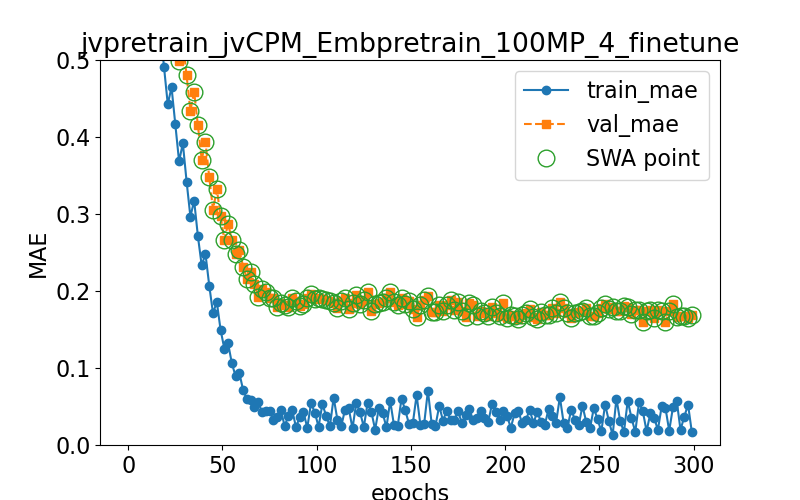 jvpretrain_jvCPM_Embpretrain_100MP_4_finetune
0.5
0.4
0.3
0.2
0.1
0.0
MAE
train_mae
val_mae
SWA point
0 50 100 150 200 250 300
epochs